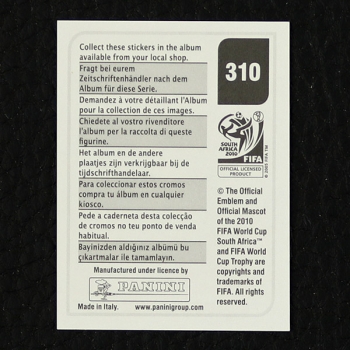 Collect these stickers in the album
available from your local shop.
Fragt bei eurem
Zeitschriftenhändler nach dem
Album für diese Serie.
Demandez à votre détaillant l'Album
pour la collection de ces images.
Chiedete al vostro rivenditore
l'album per la raccolta di queste
figurine.
Het album en de andere
plaatjes zijn verkrijgbaar bij de
tijdschrifthandelaar.
Para coleccionar estos cromos
compra tu álbum en cualquier
kiosco.
Pede a caderneta desta colecção
de cromos no teu ponto de venda
habitual.
Bayinizden aldığınız albümü bu
çıkartmalar ile tamamlayın.
Manufactured under licence by
PANINI
Made in Italy. www.paninigroup.com
310
SOUTH AFRICA
2010
FIFA
OFFICIAL LICENSED
PRODUCT
© The Official
Emblem and
Official Mascot
of the 2010
FIFA World Cup
South Africa™
and FIFA World
Cup Trophy are
copyrights and
trademarks of
FIFA. All rights
reserved.